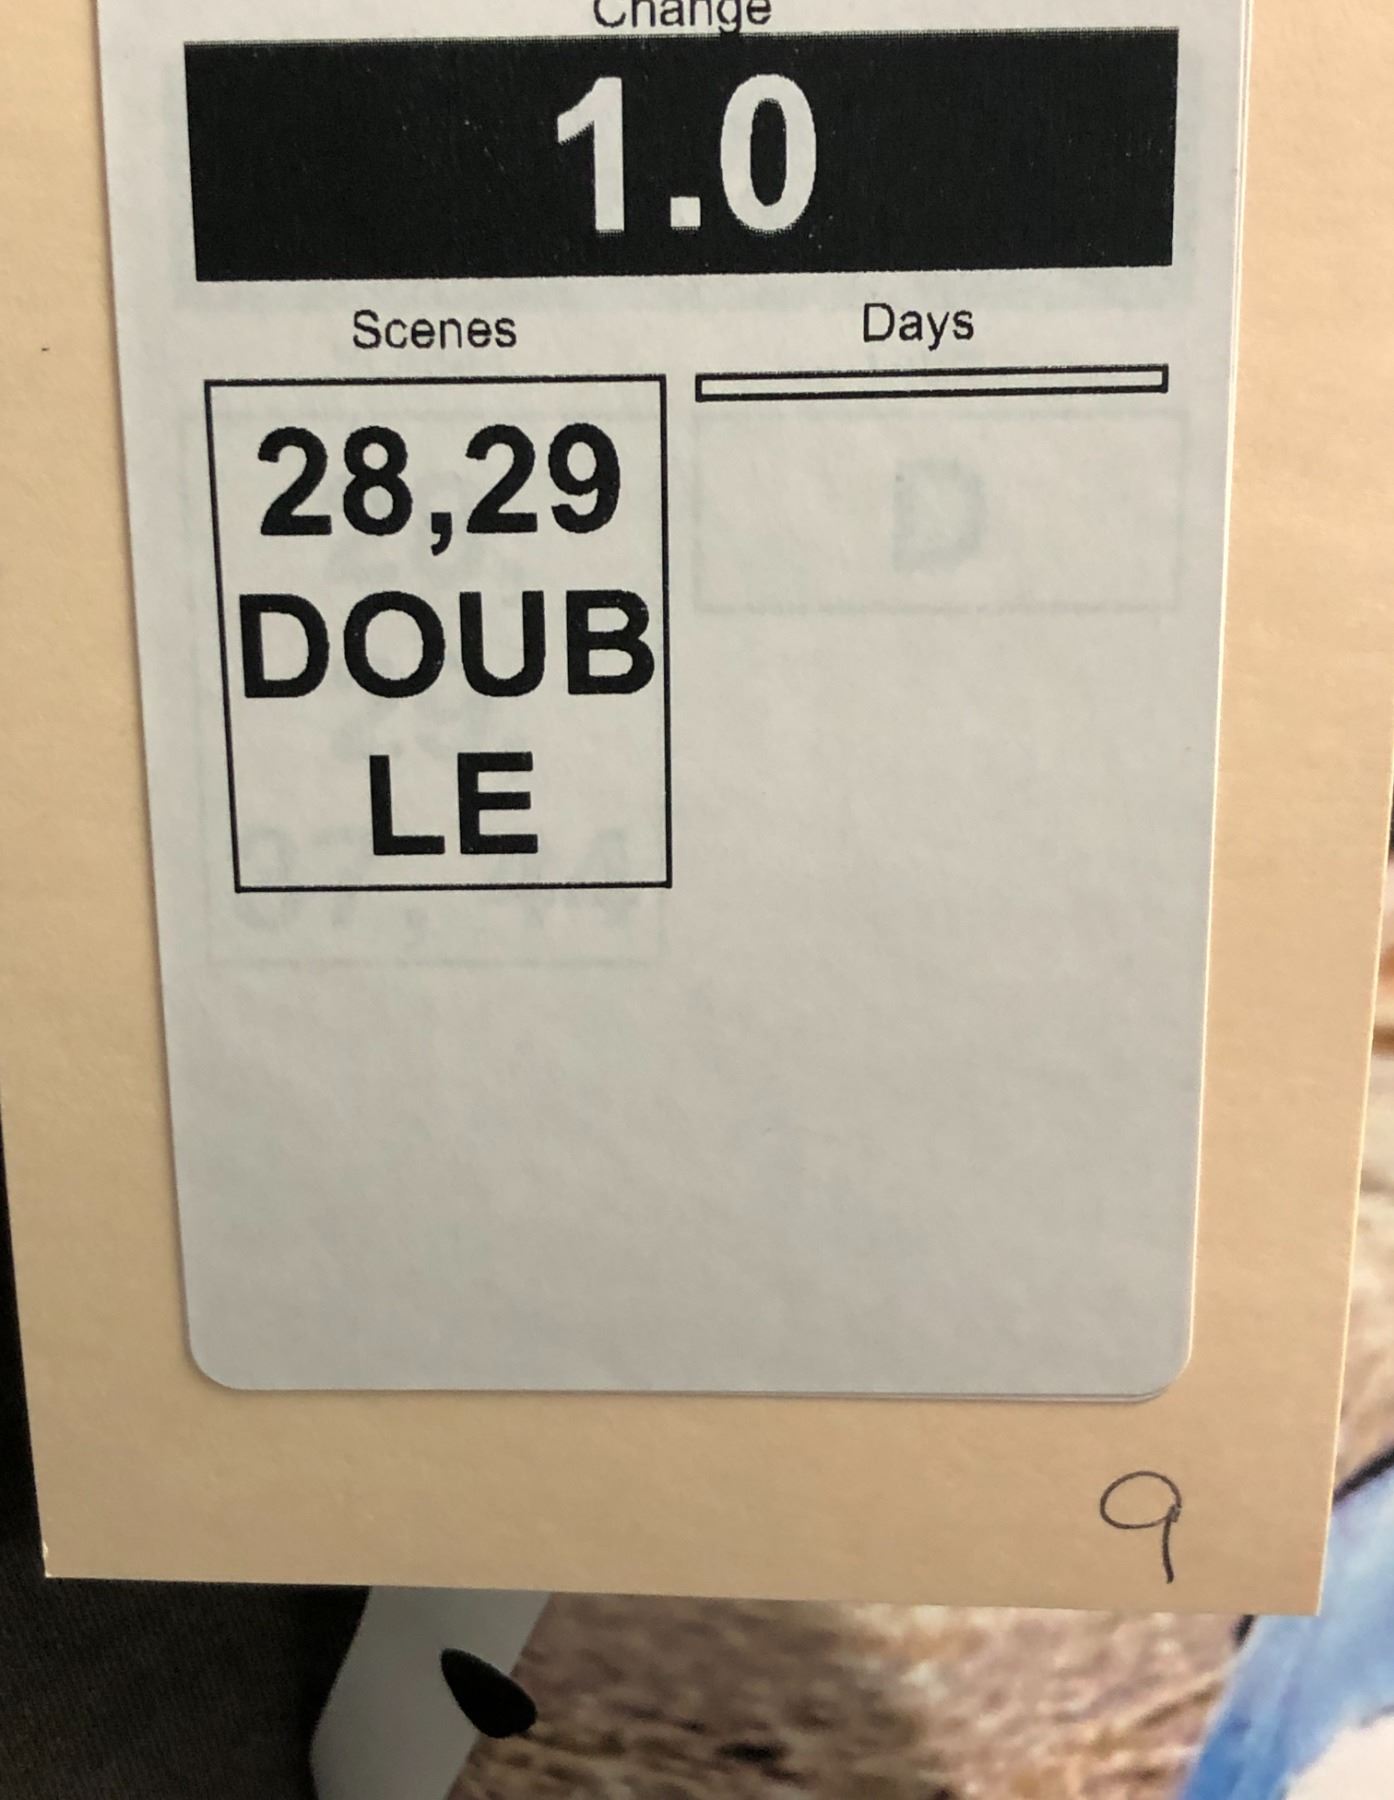 Change
1.0
Scenes Days
28,29
DOUB
LE
9